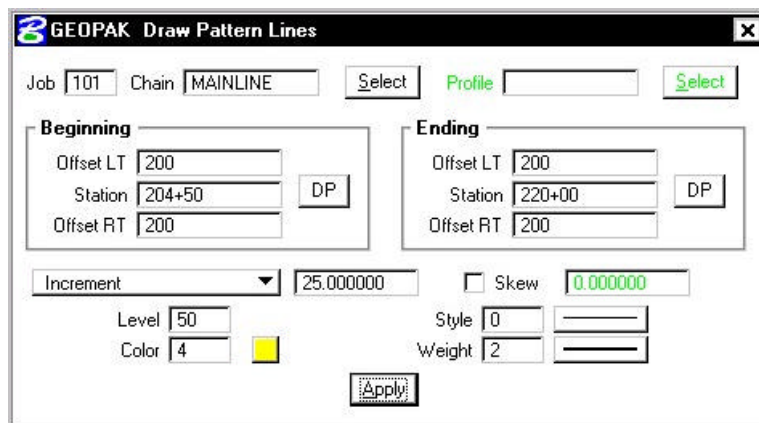 GEOPAK Draw Pattern Lines
Job 101 Chain MAINLINE Select Profile Select
Beginning
Offset LT 200
Station 204+50 DP
Offset RT 200
Ending
Offset LT 200
Station 220+00 DP
Offset RT 200
Increment 25.000000 Skew 0.000000
Level 50 Style 0
Color 4 Weight 2
Apply